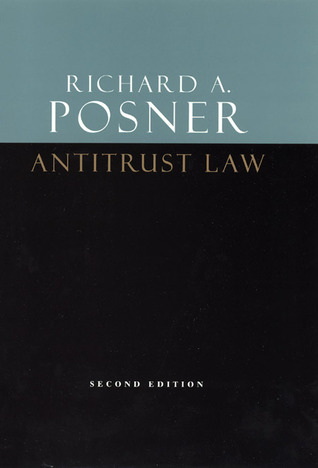 RICHARD A.
POSNER
ANTITRUST LAW
SECOND EDITION